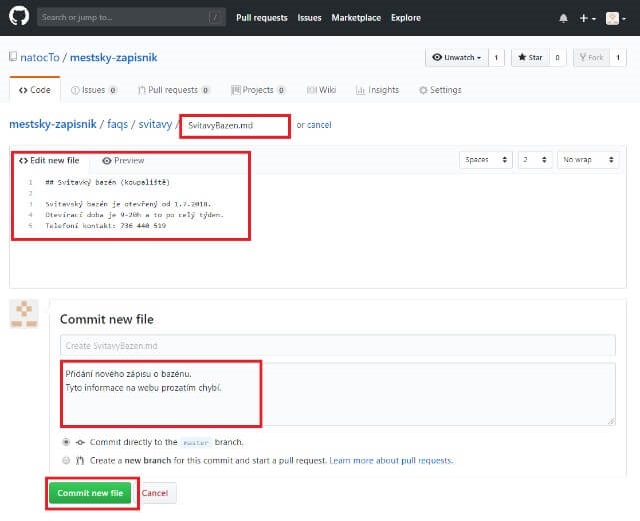 Search or jump to...
/
Pull requests Issues Marketplace Explore
natocTo / mestsky-zapisnik
Unwatch 1 Star 0 Fork 1
Code Issues 0 Pull requests 0 Projects 0 Wiki Insights Settings
mestsky-zapisnik / faqs / svitavy / SvitavyBazen.md or cancel
Edit new file Preview Spaces 2 No wrap
1 ## Svitavký bazén (koupaliště)
2
3 Svitavský bazén je otevřený od 1.7.2018.
4 Otevírací doba je 9-20h a to po celý týden.
5 Telefoní kontakt: 736 440 519
Commit new file
Create SvitavyBazen.md
Přidání nového zápisu o bazénu.
Tyto informace na webu prozatím chybí.
Commit directly to the master branch.
Create a new branch for this commit and start a pull request. Learn more about pull requests.
Commit new file Cancel